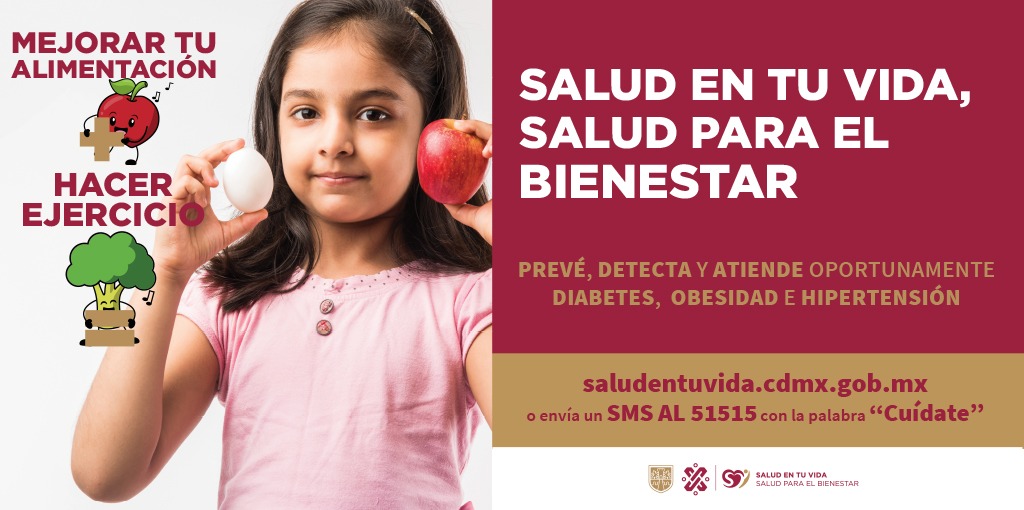 MEJORAR TU
ALIMENTACIÓN
HACER
EJERCICIO
SALUD EN TU VIDA,
SALUD PARA EL
BIENESTAR
PREVÉ, DETECTA Y ATIENDE OPORTUNAMENTE
DIABETES, OBESIDAD E HIPERTENSIÓN
saludentuvida.cdmx.gob.mx
o envía un SMS AL 51515 con la palabra “Cuídate”
SALUD EN TU VIDA
SALUD PARA EL BIENESTAR